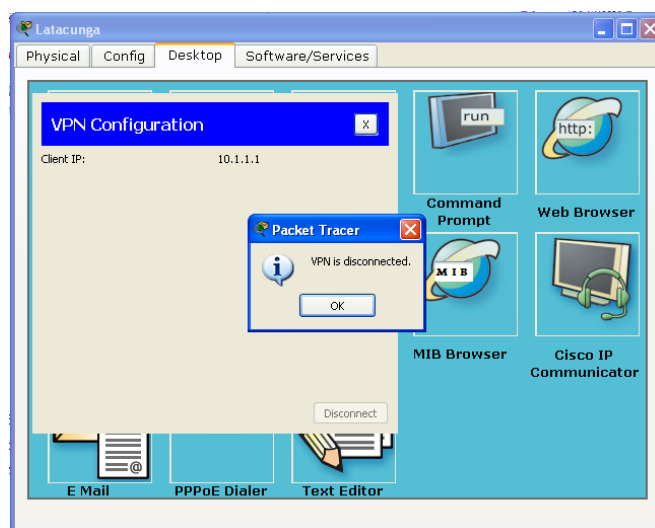 Latacunga
Physical Config Desktop Software/Services
VPN Configuration X
Client IP: 10.1.1.1
Packet Tracer
VPN is disconnected.
OK
Disconnect
run
Command
Prompt
http:
Web Browser
MIB
MIB Browser
Cisco IP
Communicator
@
E Mail
PPPoE Dialer
Text Editor